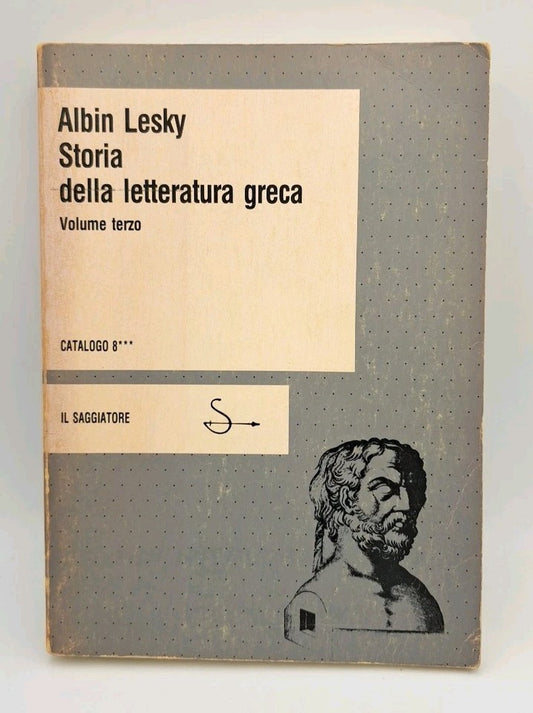 Albin Lesky
Storia
della letteratura greca
Volume terzo
CATALOGO 8***
IL SAGGIATORE